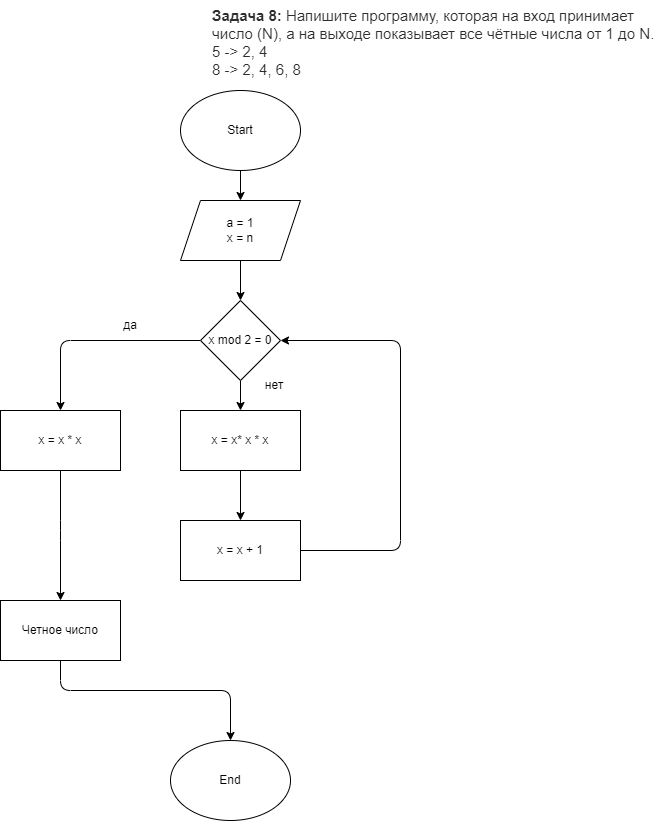 Задача 8: Напишите программу, которая на вход принимает
число (N), а на выходе показывает все чётные числа от 1 до N.
5 -> 2, 4
8 -> 2, 4, 6, 8
Start
a = 1
x = n
да
x mod 2 = 0
нет
x = x * x
x = x* x * x
x = x + 1
Четное число
End